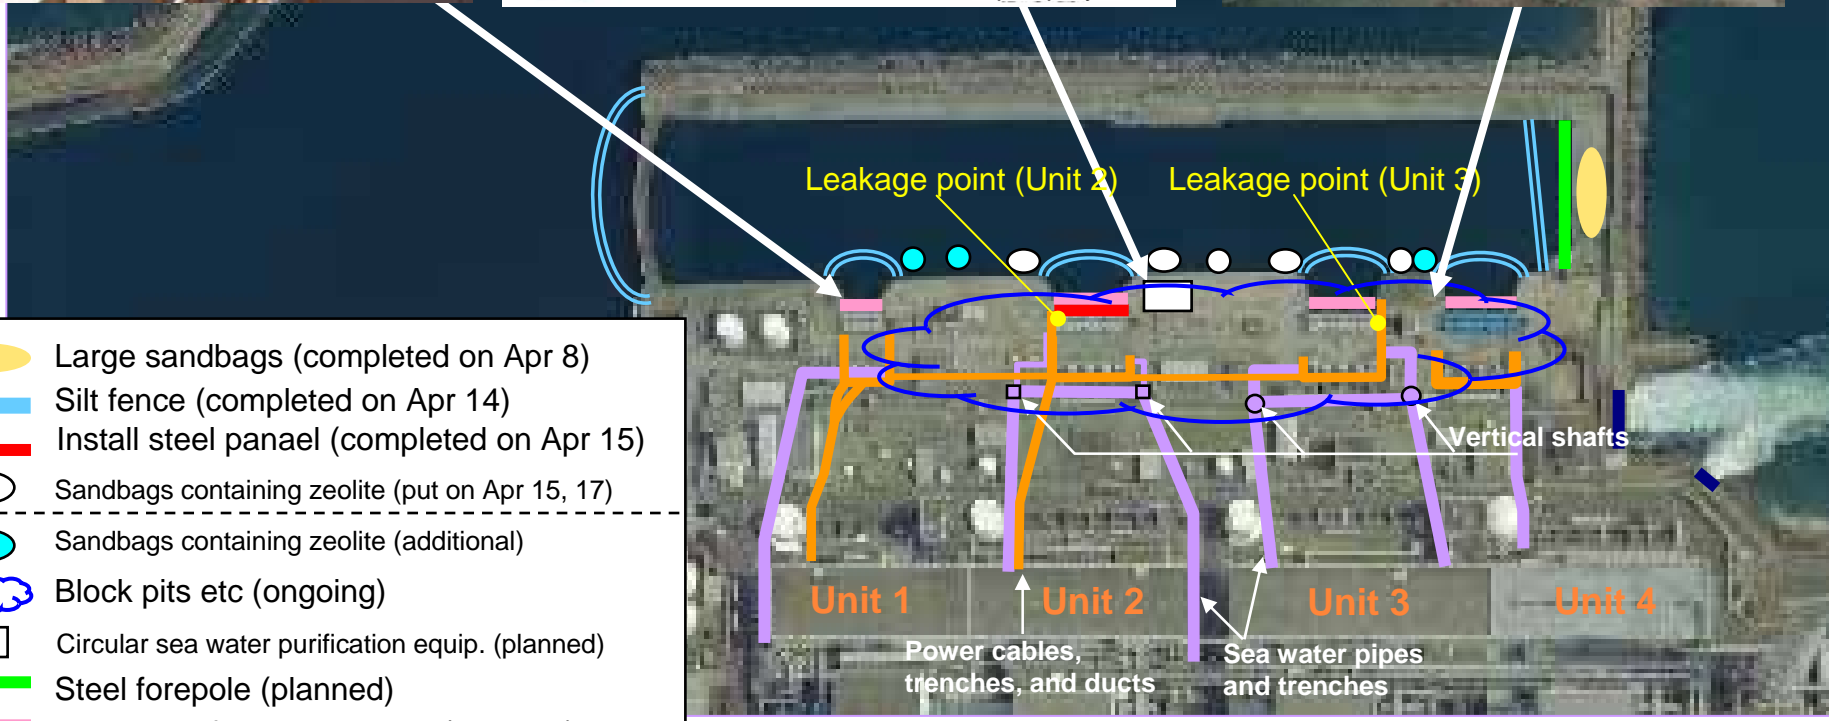 Leakage point (Unit 2)
Leakage point (Unit 3)
Large sandbags (completed on Apr 8)
Silt fence (completed on Apr 14)
Install steel panael (completed on Apr 15)
Sandbags containing zeolite (put on Apr 15, 17)
Sandbags containing zeolite (additional)
Block pits etc (ongoing)
Circular sea water purification equip. (planned)
Steel forepole (planned)
Vertical shafts
Unit 1
Unit 2
Unit 3
Unit 4
Power cables,
trenches, and ducts
Sea water pipes
and trenches